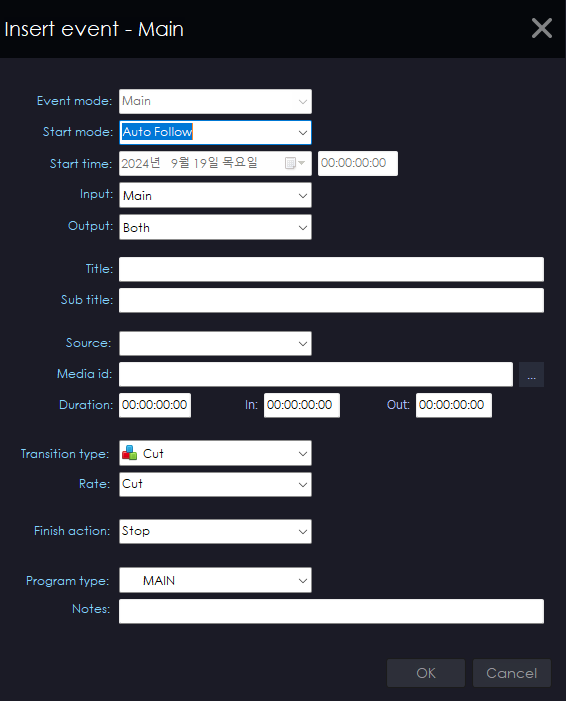 Insert event - Main
Event mode: Main
Start mode: Auto Follow
Start time: 2024년 9월 19일 목요일 00:00:00:00
Input: Main
Output: Both
Title:
Sub title:
Source:
Media id: ...
Duration: 00:00:00:00 In: 00:00:00:00 Out: 00:00:00:00
Transition type: Cut
Rate: Cut
Finish action: Stop
Program type: MAIN
Notes:
OK Cancel